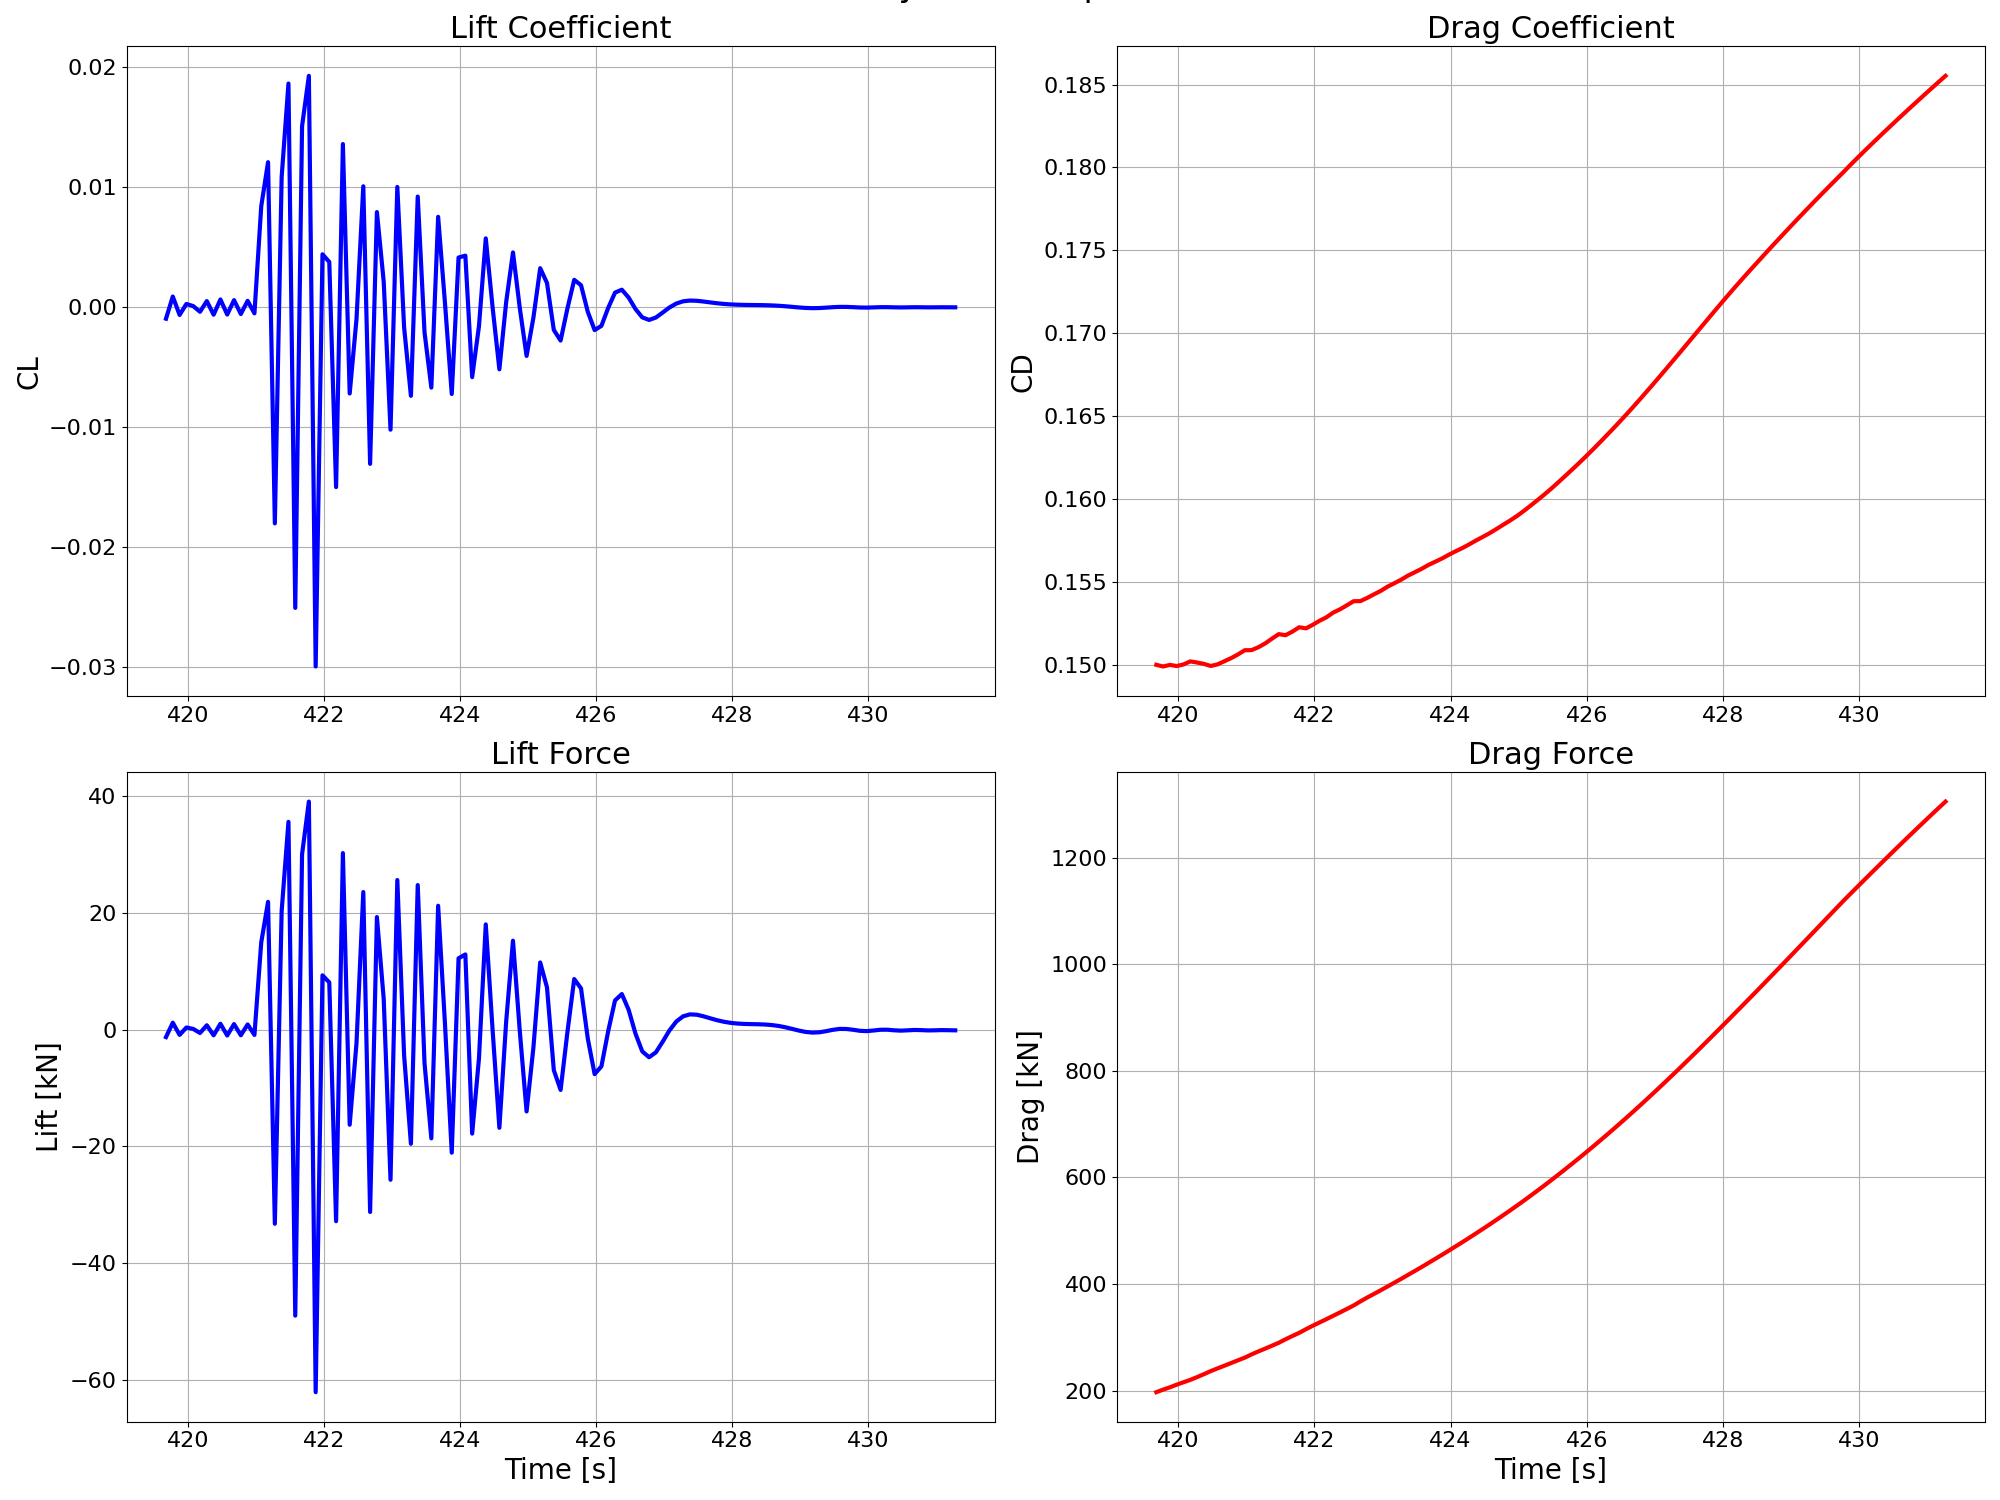 Lift Coefficient
0.02
0.01
0.00
−0.01
−0.02
−0.03
CL
420 422 424 426 428 430
Drag Coefficient
0.185
0.180
0.175
0.170
0.165
0.160
0.155
0.150
CD
420 422 424 426 428 430
Lift Force
40
20
0
−20
−40
−60
Lift [kN]
420 422 424 426 428 430
Time [s]
Drag Force
1200
1000
800
600
400
200
Drag [kN]
420 422 424 426 428 430
Time [s]